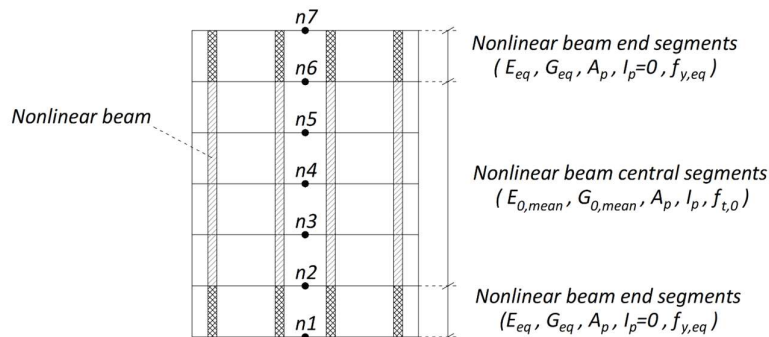 n7
Nonlinear beam end segments
n6
( E_eq , G_eq , A_p , I_p=0 , f_y,eq )
Nonlinear beam
n5
n4
Nonlinear beam central segments
( E_0,mean , G_0,mean , A_p , I_p , f_t,0 )
n3
n2
Nonlinear beam end segments
n1
(E_eq , G_eq , A_p , I_p=0 , f_y,eq )